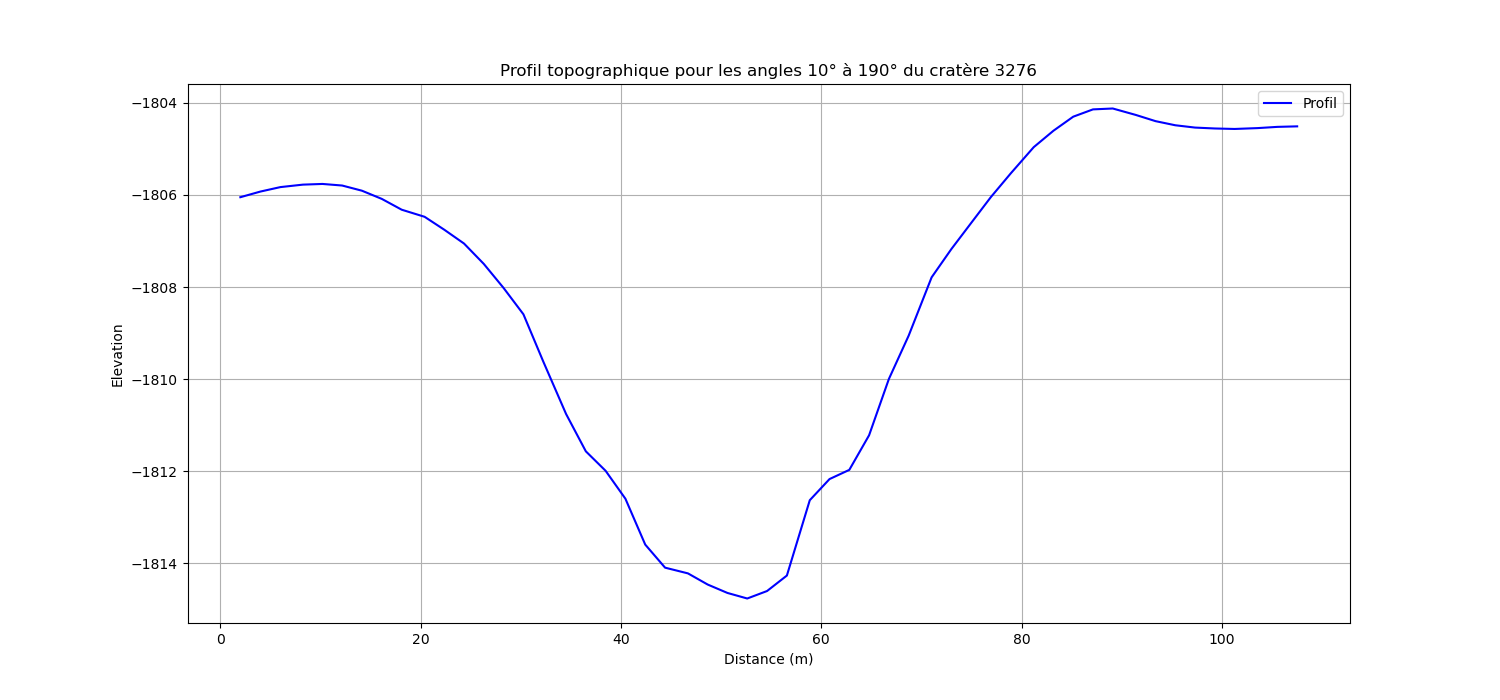 Profil topographique pour les angles 10° à 190° du cratère 3276
Profil
−1804
−1806
−1808
−1810
−1812
−1814
Elevation
0 20 40 60 80 100
Distance (m)